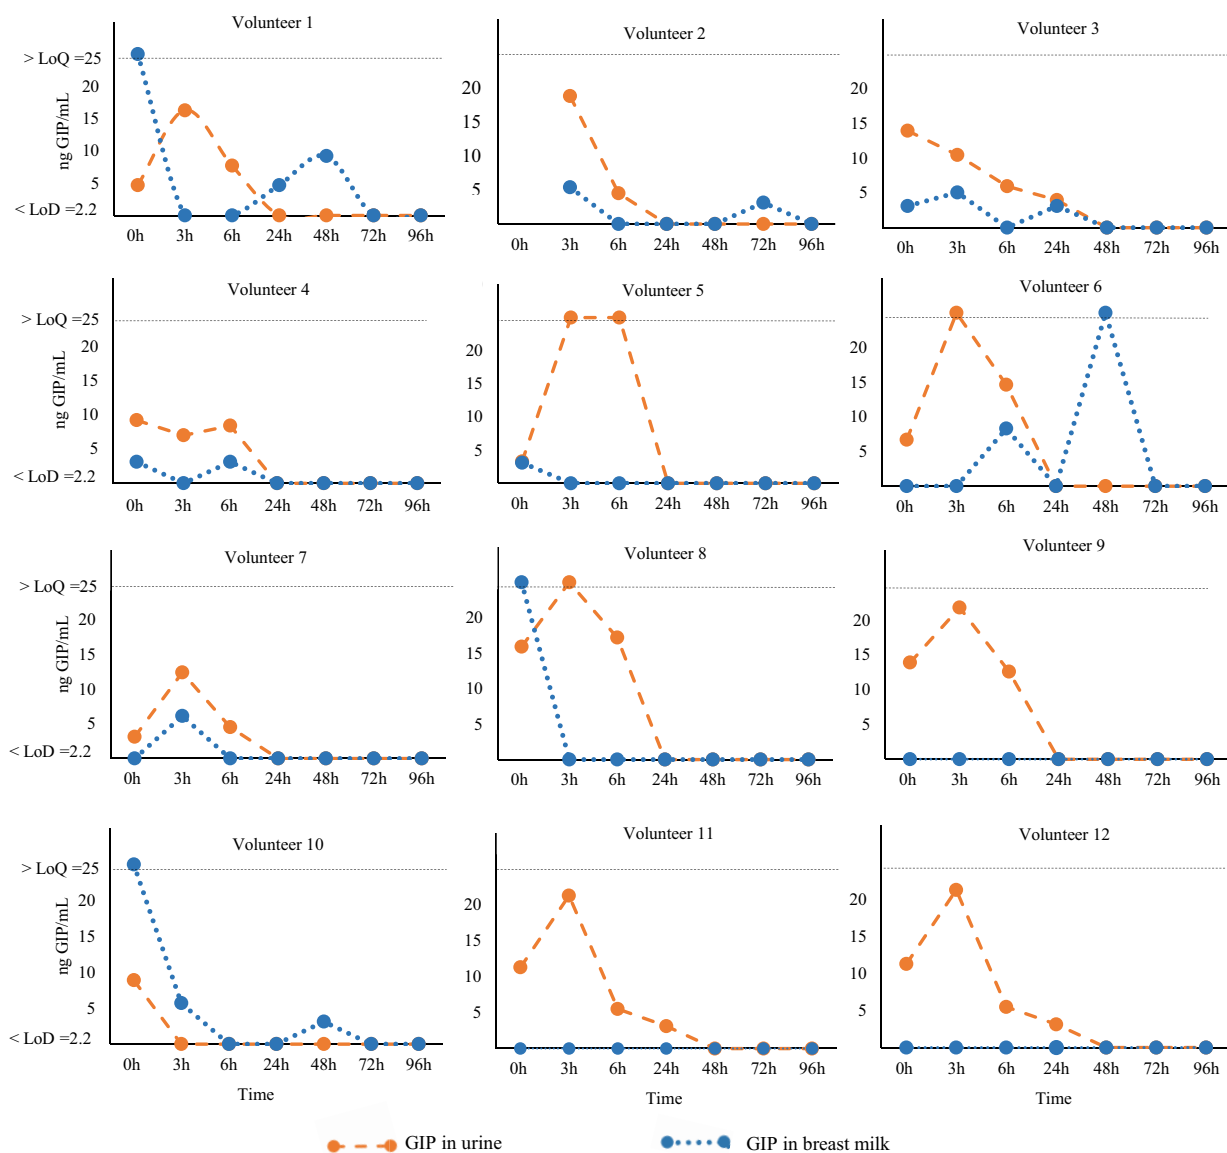 Volunteer 1
Volunteer 2
Volunteer 3
> LoQ =25
20
15
10
5
< LoD =2.2
ng GIP/mL
0h 3h 6h 24h 48h 72h 96h
20
15
10
5
0h 3h 6h 24h 48h 72h 96h
20
15
10
5
0h 3h 6h 24h 48h 72h 96h
Volunteer 4
Volunteer 5
Volunteer 6
> LoQ =25
20
15
10
5
< LoD =2.2
ng GIP/mL
0h 3h 6h 24h 48h 72h 96h
20
15
10
5
0h 3h 6h 24h 48h 72h 96h
20
15
10
5
0h 3h 6h 24h 48h 72h 96h
Volunteer 7
Volunteer 8
Volunteer 9
> LoQ =25
20
15
10
5
< LoD =2.2
ng GIP/mL
0h 3h 6h 24h 48h 72h 96h
20
15
10
5
0h 3h 6h 24h 48h 72h 96h
20
15
10
5
0h 3h 6h 24h 48h 72h 96h
Volunteer 10
Volunteer 11
Volunteer 12
> LoQ =25
20
15
10
5
< LoD =2.2
ng GIP/mL
0h 3h 6h 24h 48h 72h 96h
Time
20
15
10
5
0h 3h 6h 24h 48h 72h 96h
Time
20
15
10
5
0h 3h 6h 24h 48h 72h 96h
Time
GIP in urine
GIP in breast milk